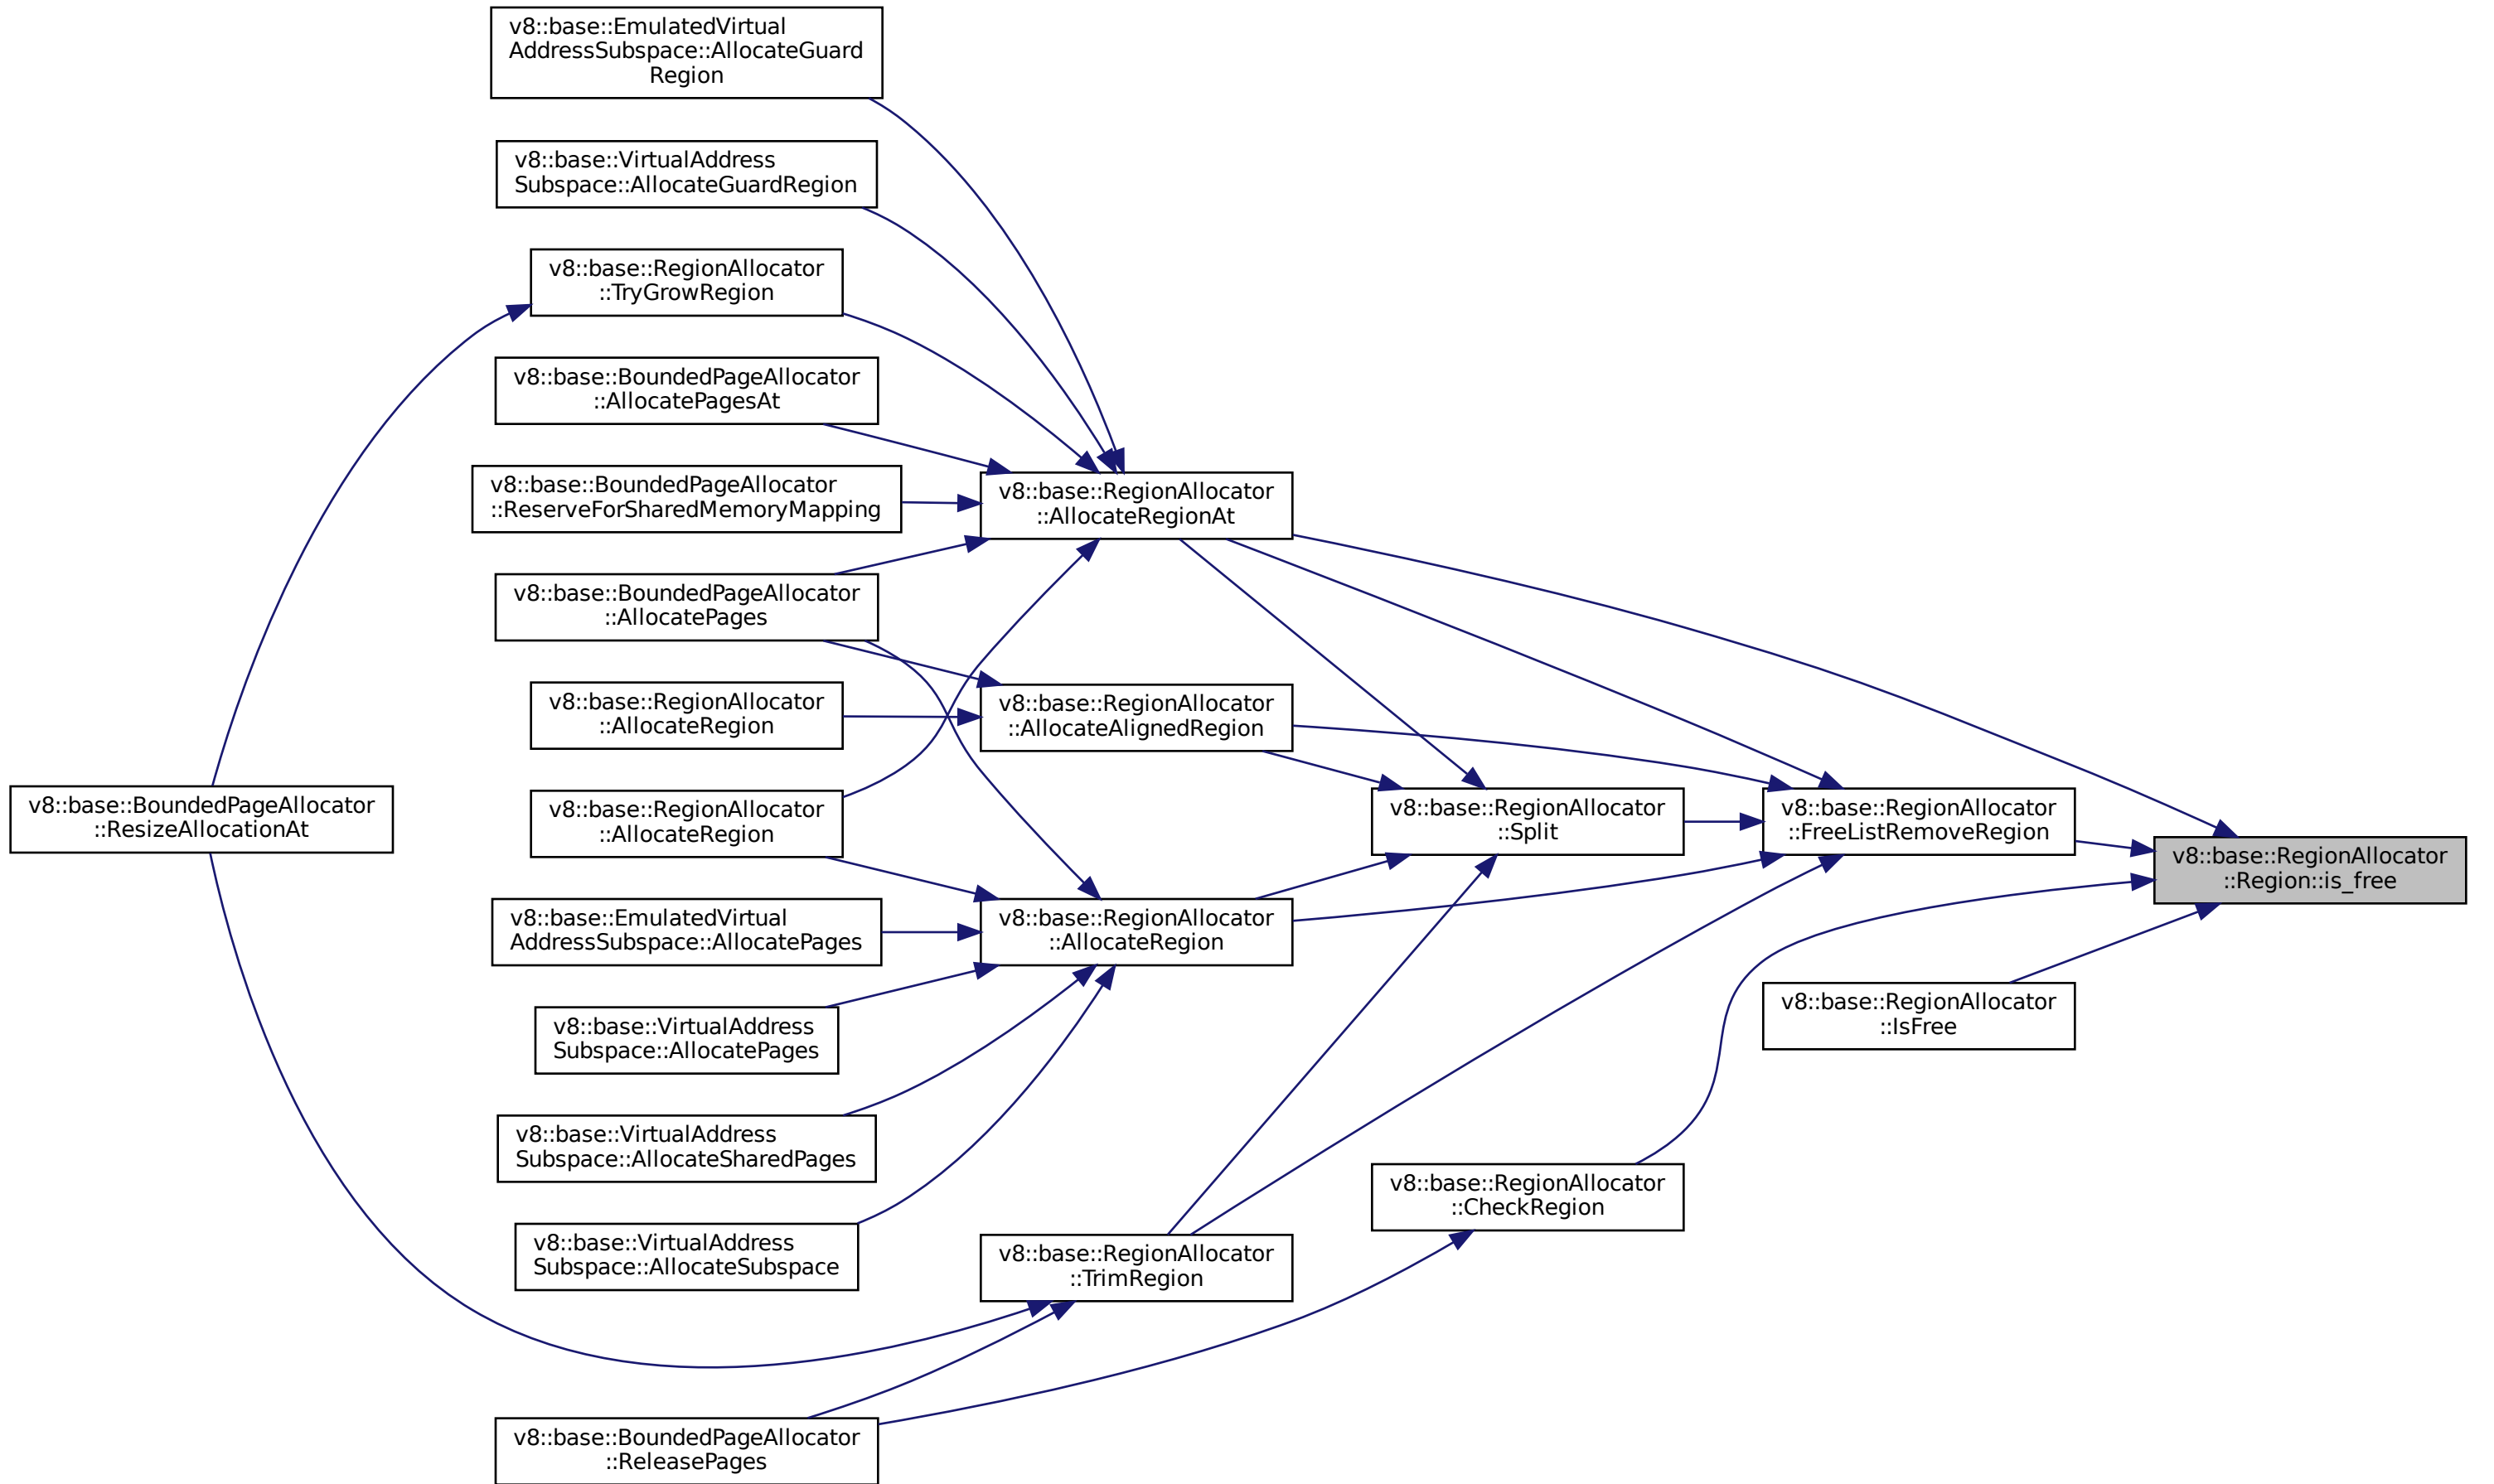 v8::base::EmulatedVirtual
AddressSubspace::AllocateGuard
Region
v8::base::VirtualAddress
Subspace::AllocateGuardRegion
v8::base::RegionAllocator
::TryGrowRegion
v8::base::BoundedPageAllocator
::AllocatePagesAt
v8::base::BoundedPageAllocator
::ReserveForSharedMemoryMapping
v8::base::RegionAllocator
::AllocateRegionAt
v8::base::BoundedPageAllocator
::AllocatePages
v8::base::RegionAllocator
::AllocateRegion
v8::base::RegionAllocator
::AllocateAlignedRegion
v8::base::BoundedPageAllocator
::ResizeAllocationAt
v8::base::RegionAllocator
::AllocateRegion
v8::base::RegionAllocator
::Split
v8::base::RegionAllocator
::FreeListRemoveRegion
v8::base::RegionAllocator
::Region::is_free
v8::base::EmulatedVirtual
AddressSubspace::AllocatePages
v8::base::RegionAllocator
::AllocateRegion
v8::base::VirtualAddress
Subspace::AllocatePages
v8::base::RegionAllocator
::IsFree
v8::base::VirtualAddress
Subspace::AllocateSharedPages
v8::base::RegionAllocator
::CheckRegion
v8::base::VirtualAddress
Subspace::AllocateSubspace
v8::base::RegionAllocator
::TrimRegion
v8::base::BoundedPageAllocator
::ReleasePages